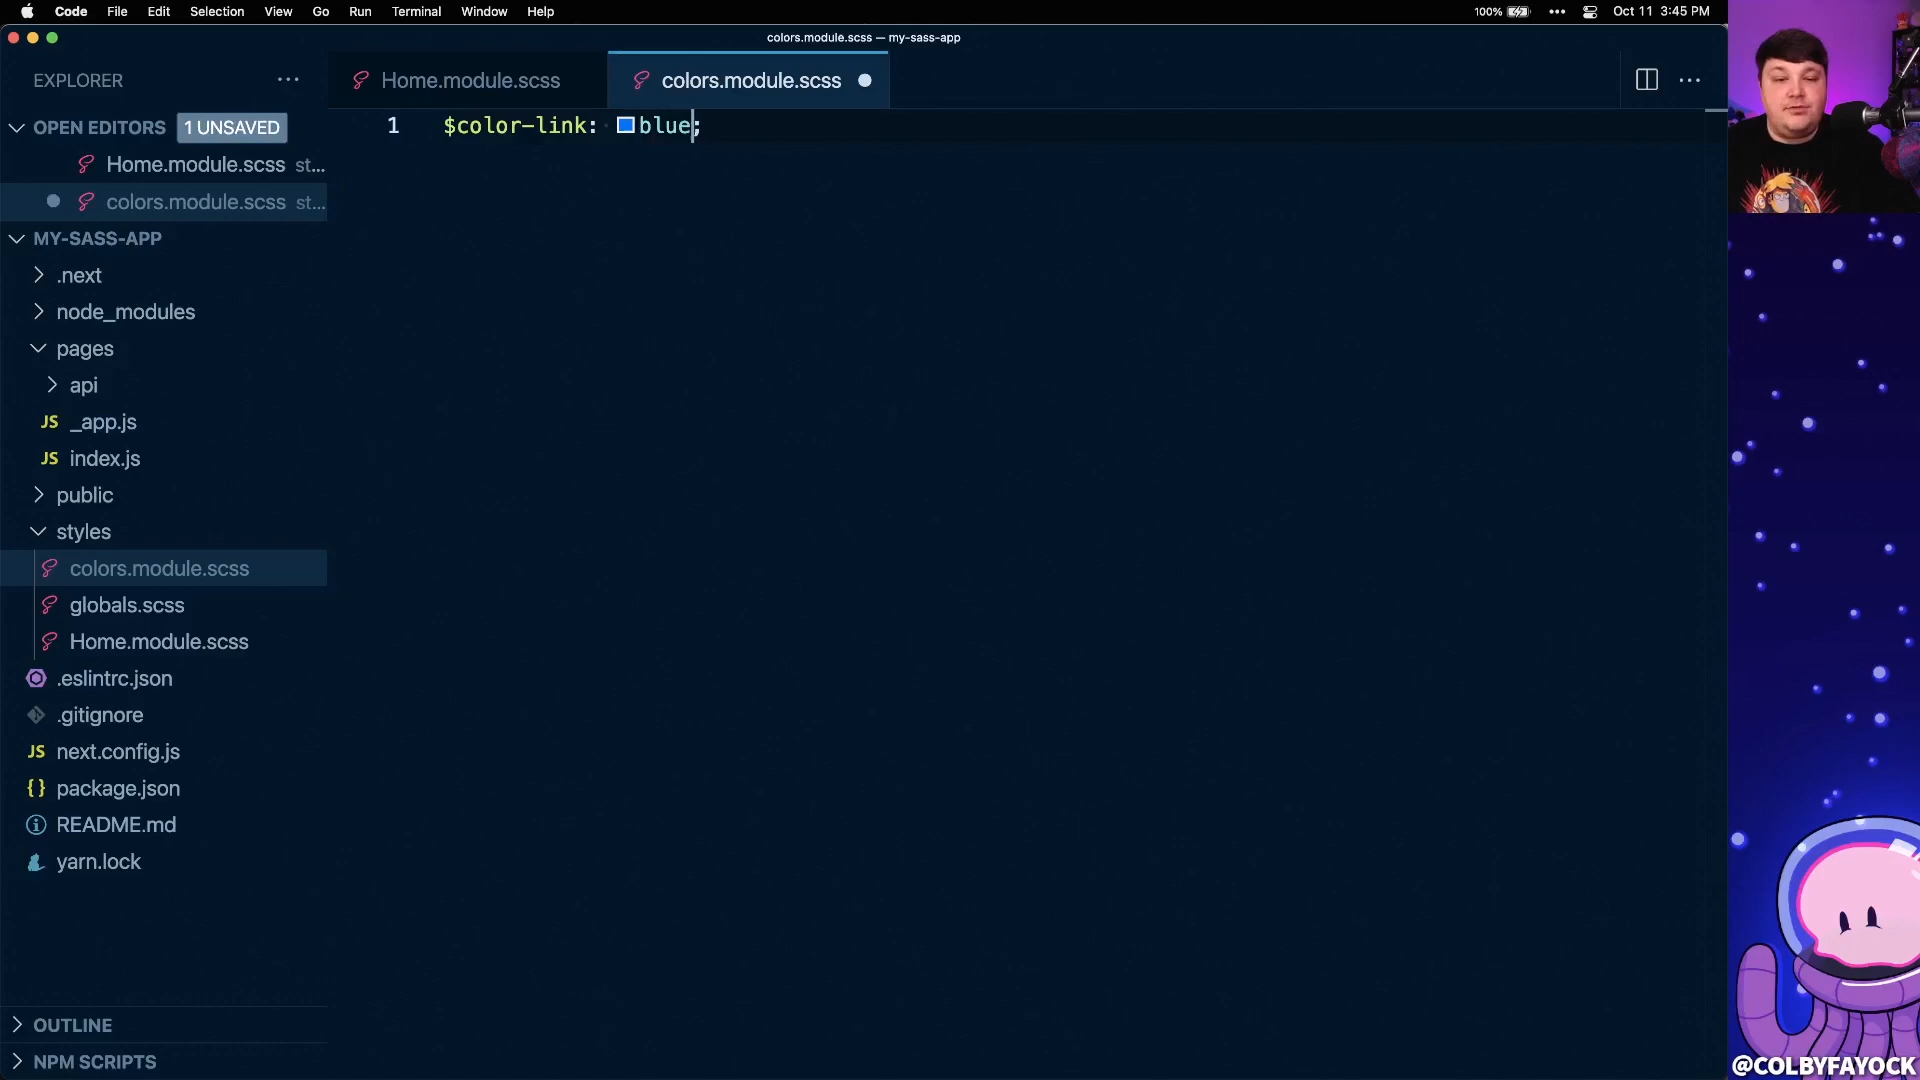 Code File Edit Selection View Go Run Terminal Window Help
100% Oct 11 3:45 PM
colors.module.scss — my-sass-app
EXPLORER
Home.module.scss
colors.module.scss
OPEN EDITORS 1 UNSAVED
Home.module.scss st...
colors.module.scss st...
MY-SASS-APP
.next
node_modules
pages
api
JS _app.js
JS index.js
public
styles
colors.module.scss
globals.scss
Home.module.scss
.eslintrc.json
.gitignore
JS next.config.js
{} package.json
README.md
yarn.lock
OUTLINE
NPM SCRIPTS
1 $color-link: blue;
@COLBYFAYOCK